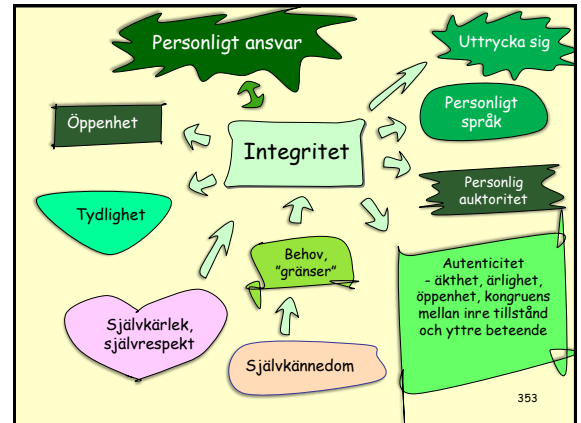 Personligt ansvar
Uttrycka sig
Öppenhet
Personligt
språk
Integritet
Personlig
auktoritet
Tydlighet
Behov,
”gränser”
Autenticitet
- äkthet, ärlighet,
öppenhet, kongruens
mellan inre tillstånd
och yttre beteende
Självkärlek,
självrespekt
Självkännedom
353